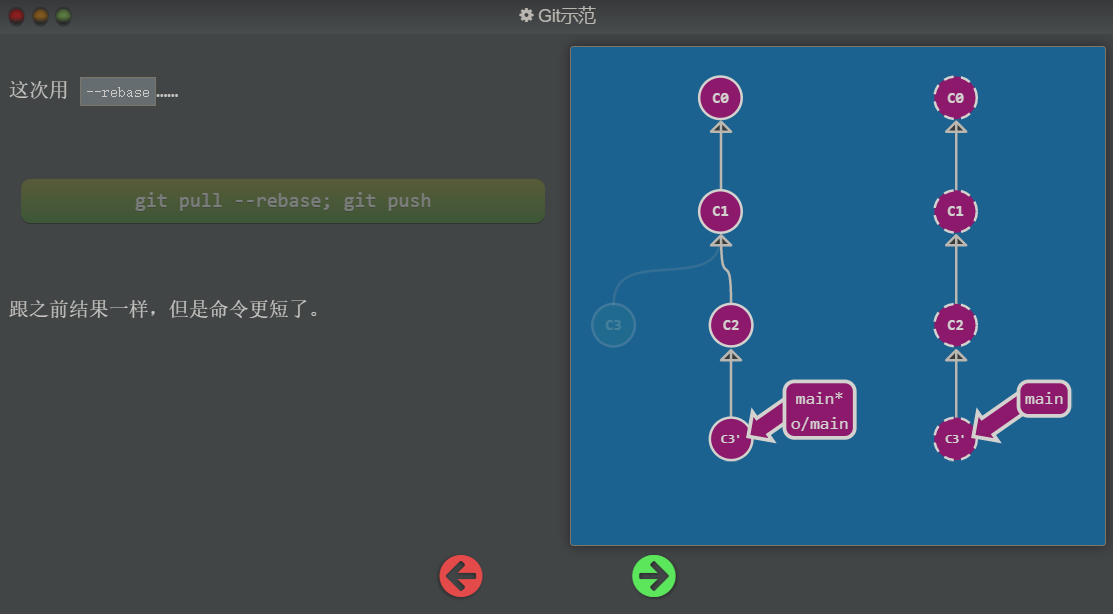 Git示范
这次用 --rebase……
git pull --rebase; git push
跟之前结果一样，但是命令更短了。
C0 C0
C1 C1
C3 C2 C2
main* main
o/main
C3' C3'